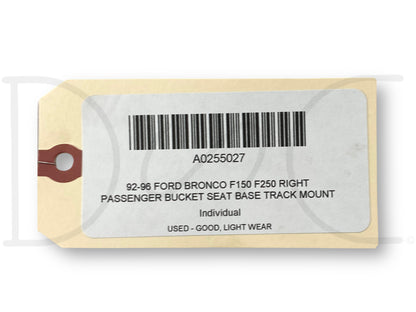 A0255027
92-96 FORD BRONCO F150 F250 RIGHT
PASSENGER BUCKET SEAT BASE TRACK MOUNT
Individual
USED - GOOD, LIGHT WEAR